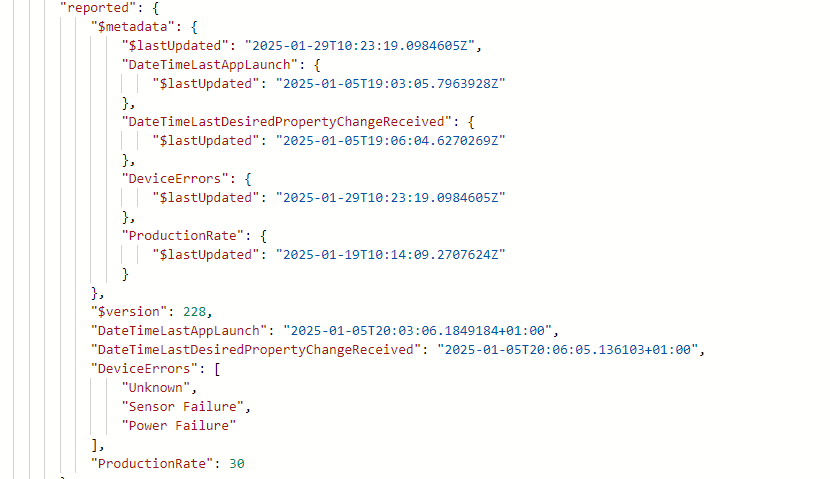 "reported": {
"$metadata": {
"$lastUpdated": "2025-01-29T10:23:19.0984605Z",
"DateTimeLastAppLaunch": {
"$lastUpdated": "2025-01-05T19:03:05.7963928Z"
},
"DateTimeLastDesiredPropertyChangeReceived": {
"$lastUpdated": "2025-01-05T19:06:04.6270269Z"
},
"DeviceErrors": {
"$lastUpdated": "2025-01-29T10:23:19.0984605Z"
},
"ProductionRate": {
"$lastUpdated": "2025-01-19T10:14:09.2707624Z"
}
},
"$version": 228,
"DateTimeLastAppLaunch": "2025-01-05T20:03:06.1849184+01:00",
"DateTimeLastDesiredPropertyChangeReceived": "2025-01-05T20:06:05.136103+01:00",
"DeviceErrors": [
"Unknown",
"Sensor Failure",
"Power Failure"
],
"ProductionRate": 30